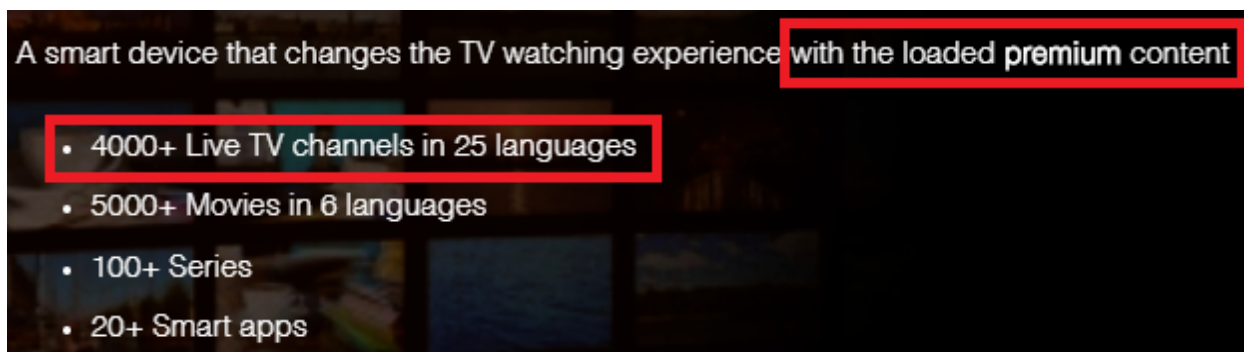 A smart device that changes the TV watching experience with the loaded premium content
• 4000+ Live TV channels in 25 languages
• 5000+ Movies in 6 languages
• 100+ Series
• 20+ Smart apps